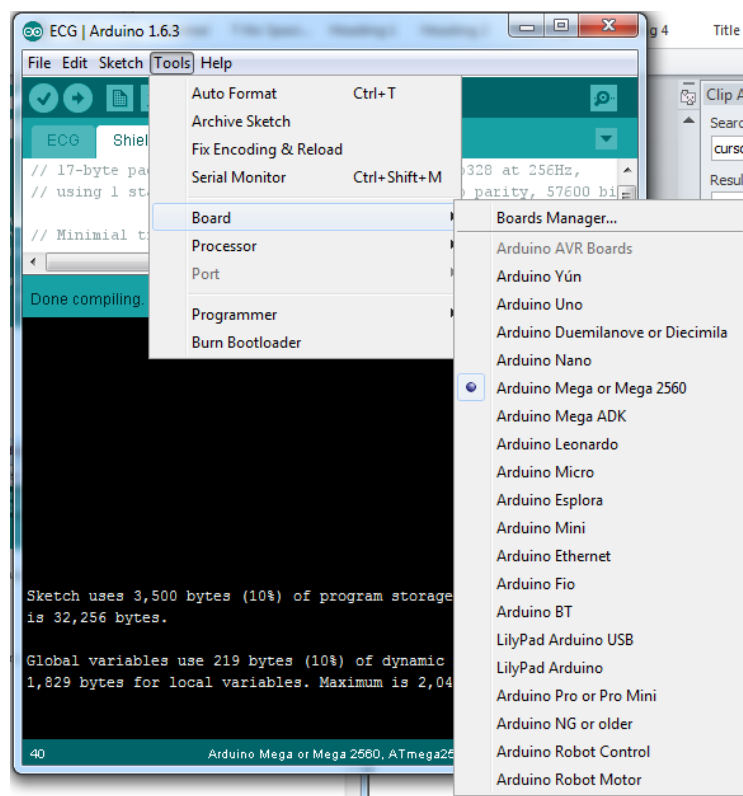 ECG | Arduino 1.6.3
g 4 Title
File Edit Sketch Tools Help
Auto Format Ctrl+T
Archive Sketch
Fix Encoding & Reload
Serial Monitor Ctrl+Shift+M
Board
Processor
Port
Programmer
Burn Bootloader
ECG Shiel
// 17-byte pa p328 at 256Hz,
// using 1 st parity, 57600 bi
// Minimial t
Done compiling.
Clip A
Searc
curso
Resul
Boards Manager...
Arduino AVR Boards
Arduino Yún
Arduino Uno
Arduino Duemilanove or Diecimila
Arduino Nano
Arduino Mega or Mega 2560
Arduino Mega ADK
Arduino Leonardo
Arduino Micro
Arduino Esplora
Arduino Mini
Arduino Ethernet
Arduino Fio
Arduino BT
LilyPad Arduino USB
LilyPad Arduino
Arduino Pro or Pro Mini
Arduino NG or older
Arduino Robot Control
Arduino Robot Motor
Sketch uses 3,500 bytes (10%) of program storage
is 32,256 bytes.
Global variables use 219 bytes (10%) of dynamic
1,829 bytes for local variables. Maximum is 2,04
40 Arduino Mega or Mega 2560, ATmega25